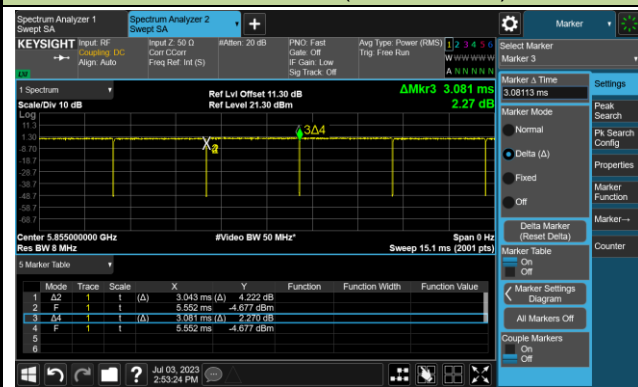 Spectrum Analyzer 1
Swept SA
Spectrum Analyzer 2
Swept SA
Marker
KEYSIGHT
Input: RF
Coupling: DC
Align: Auto
Input Z: 50 Ω
Corr CCorr
Freq Ref: Int (S)
#Atten: 20 dB
PNO: Fast
Gate: Off
IF Gain: Low
Sig Track: Off
Avg Type: Power (RMS)
Trig: Free Run
1 2 3 4 5 6
W W W W W W
A N N N N N
Select Marker
Marker 3
1 Spectrum
Scale/Div 10 dB
Log
Ref Lvl Offset 11.30 dB
Ref Level 21.30 dBm
ΔMkr3 3.081 ms
2.27 dB
11.3
1.30
-8.70
-18.7
-28.7
-38.7
-48.7
-58.7
-68.7
3Δ4
Center 5.855000000 GHz
Res BW 8 MHz
#Video BW 50 MHz*
Span 0 Hz
Sweep 15.1 ms (2001 pts)
5 Marker Table
Mode Trace Scale X Y Function Function Width Function Value
1 Δ2 1 t (Δ) 3.043 ms (Δ) 4.222 dB
2 F 1 t 5.552 ms -4.677 dBm
3 Δ4 1 t (Δ) 3.081 ms (Δ) 2.270 dB
4 F 1 t 5.552 ms -4.677 dBm
5
6
Marker Δ Time
3.08113 ms
Marker Mode
Normal
Delta (Δ)
Fixed
Off
Delta Marker
(Reset Delta)
Marker Table
On
Off
Marker Settings
Diagram
All Markers Off
Couple Markers
On
Off
Settings
Peak
Search
Pk Search
Config
Properties
Marker
Function
Marker→
Counter
Jul 03, 2023
2:53:24 PM